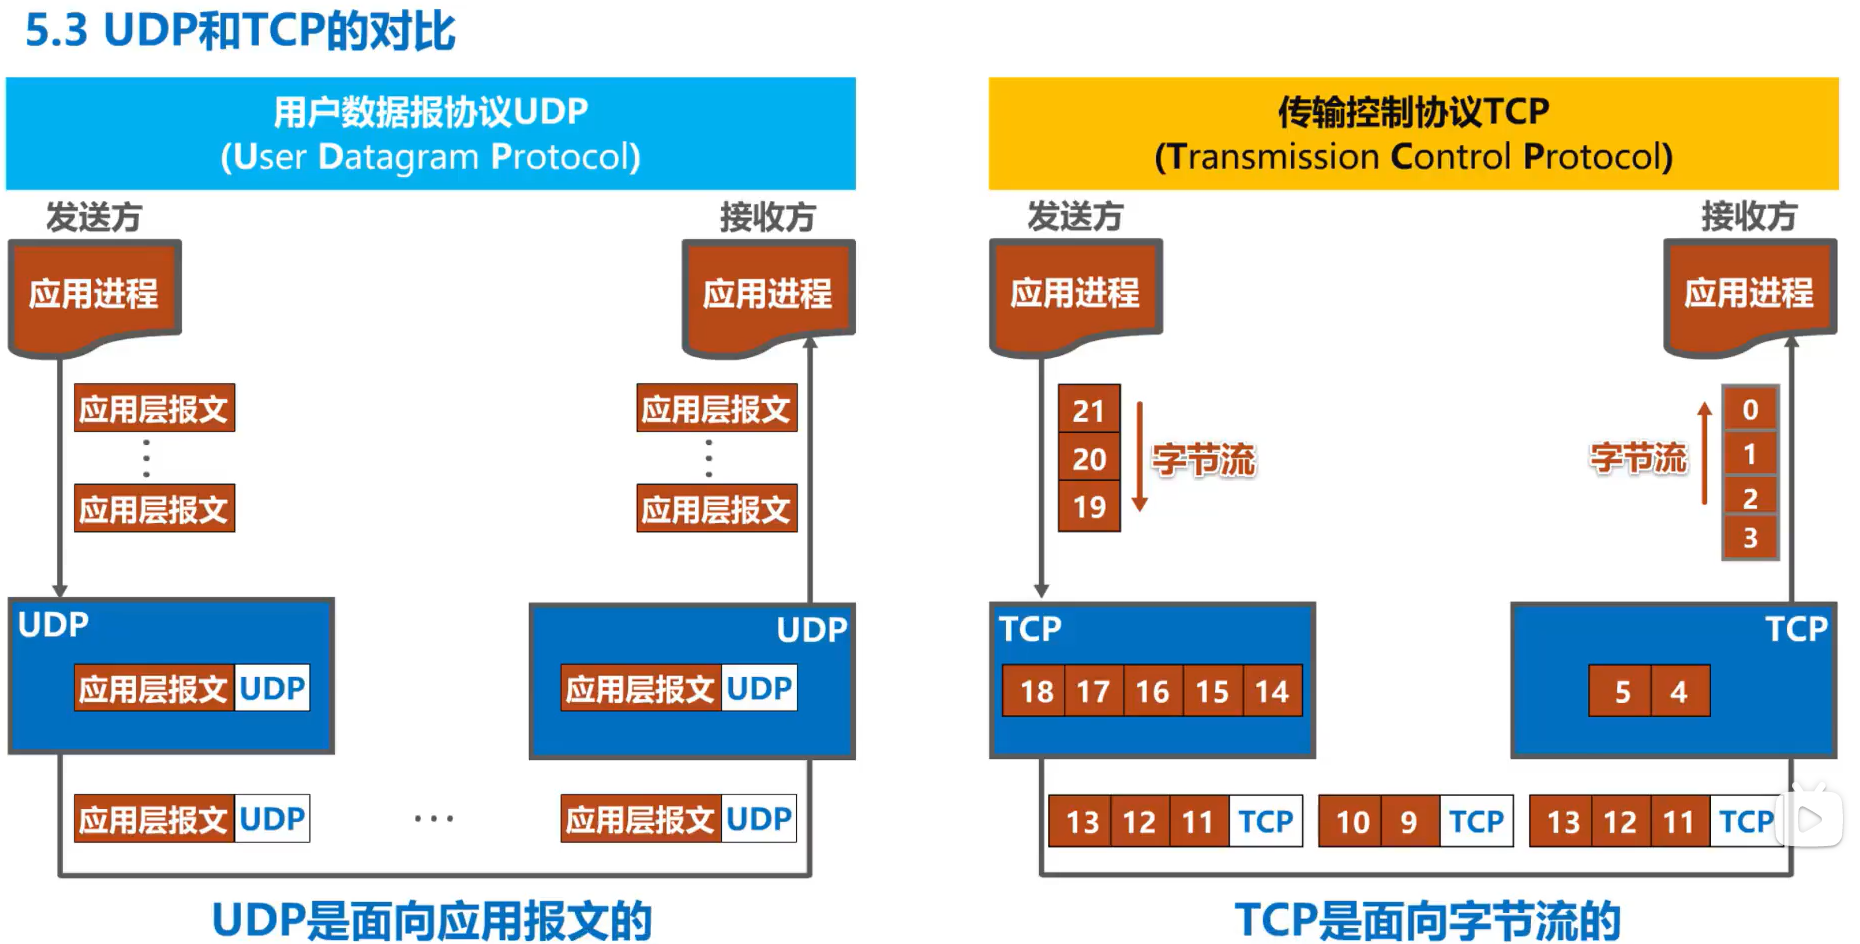 5.3 UDP和TCP的对比
用户数据报协议UDP
(User Datagram Protocol)
发送方
接收方
应用进程
应用进程
应用层报文
应用层报文
应用层报文
应用层报文
UDP
UDP
应用层报文 UDP
应用层报文 UDP
应用层报文 UDP
...
应用层报文 UDP
UDP是面向应用报文的
传输控制协议TCP
(Transmission Control Protocol)
发送方
接收方
应用进程
应用进程
21
20
19
字节流
字节流
0
1
2
3
TCP
TCP
18 17 16 15 14
5 4
13 12 11 TCP
10 9 TCP
13 12 11 TCP
TCP是面向字节流的